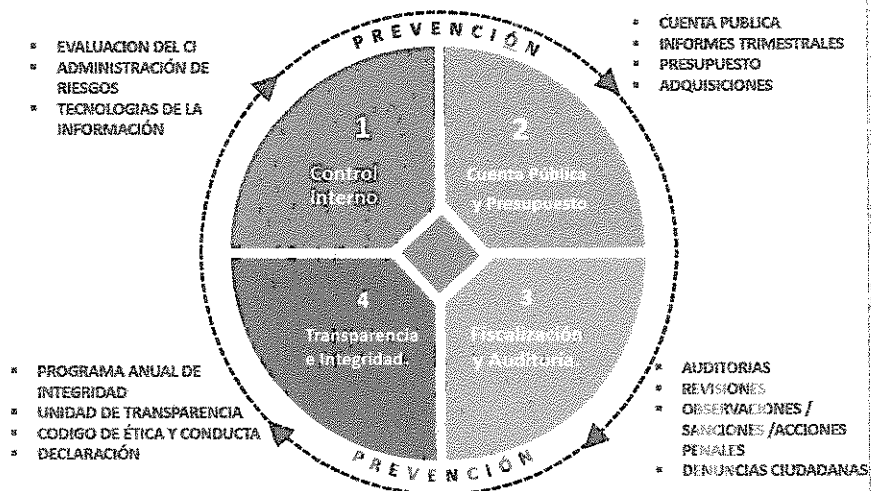 PREVENCIÓN
▪ EVALUACION DEL CI
▪ ADMINISTRACIÓN DE
RIESGOS
▪ TECNOLOGIAS DE LA
INFORMACIÓN
▪ CUENTA PUBLICA
▪ INFORMES TRIMESTRALES
▪ PRESUPUESTO
▪ ADQUISICIONES
1
Control
Interno
2
Cuenta Pública
y Presupuesto
4
Transparencia
e Integridad.
3
Fiscalización
y Auditoria.
▪ PROGRAMA ANUAL DE
INTEGRIDAD
▪ UNIDAD DE TRANSPARENCIA
▪ CODIGO DE ÉTICA Y CONDUCTA
▪ DECLARACIÓN
▪ AUDITORIAS
▪ REVISIONES
▪ OBSERVACIONES /
SANCIONES /ACCIONES
PENALES
▪ DENUNCIAS CIUDADANAS
PREVENCIÓN